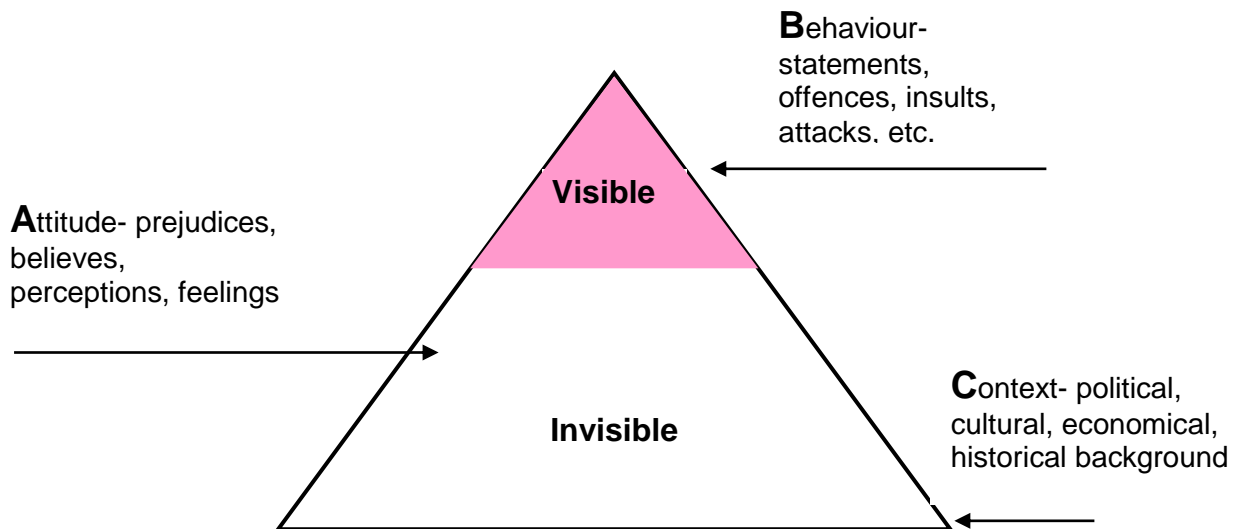 Behaviour-
statements,
offences, insults,
attacks, etc.
Visible
Attitude- prejudices,
believes,
perceptions, feelings
Invisible
Context- political,
cultural, economical,
historical background